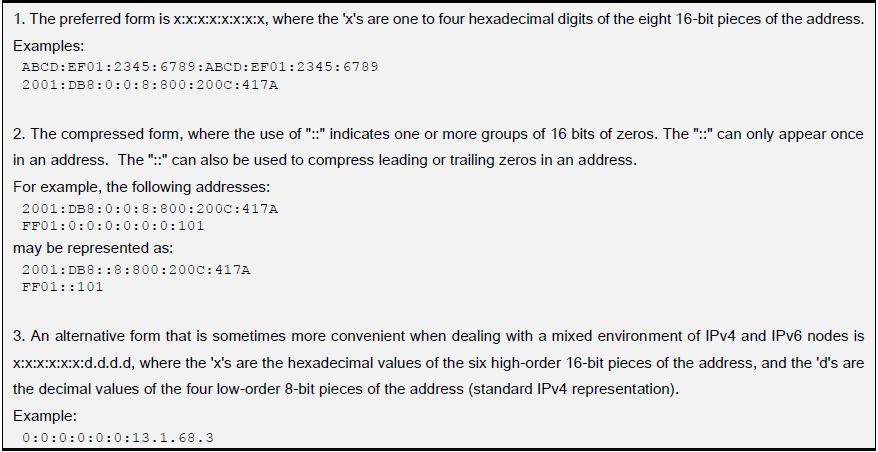 1. The preferred form is x:x:x:x:x:x:x:x, where the 'x's are one to four hexadecimal digits of the eight 16-bit pieces of the address.
Examples:
ABCD:EF01:2345:6789:ABCD:EF01:2345:6789
2001:DB8:0:0:8:800:200C:417A
2. The compressed form, where the use of "::" indicates one or more groups of 16 bits of zeros. The "::" can only appear once
in an address. The "::" can also be used to compress leading or trailing zeros in an address.
For example, the following addresses:
2001:DB8:0:0:8:800:200C:417A
FF01:0:0:0:0:0:0:101
may be represented as:
2001:DB8::8:800:200C:417A
FF01::101
3. An alternative form that is sometimes more convenient when dealing with a mixed environment of IPv4 and IPv6 nodes is
x:x:x:x:x:x:d.d.d.d, where the 'x's are the hexadecimal values of the six high-order 16-bit pieces of the address, and the 'd's are
the decimal values of the four low-order 8-bit pieces of the address (standard IPv4 representation).
Example:
0:0:0:0:0:0:13.1.68.3